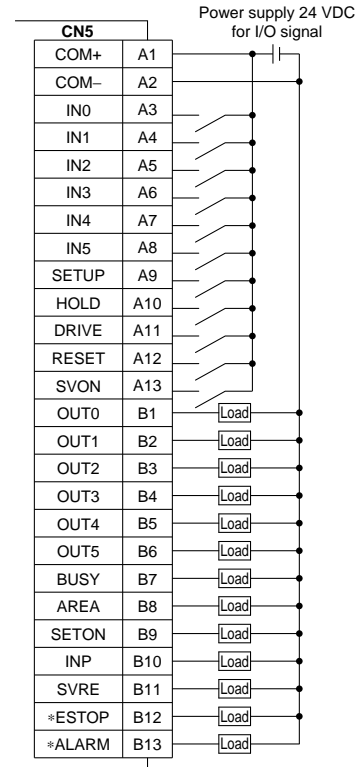 Power supply 24 VDC
for I/O signal
CN5
COM+ A1
COM− A2
IN0 A3
IN1 A4
IN2 A5
IN3 A6
IN4 A7
IN5 A8
SETUP A9
HOLD A10
DRIVE A11
RESET A12
SVON A13
OUT0 B1 Load
OUT1 B2 Load
OUT2 B3 Load
OUT3 B4 Load
OUT4 B5 Load
OUT5 B6 Load
BUSY B7 Load
AREA B8 Load
SETON B9 Load
INP B10 Load
SVRE B11 Load
∗ESTOP B12 Load
∗ALARM B13 Load